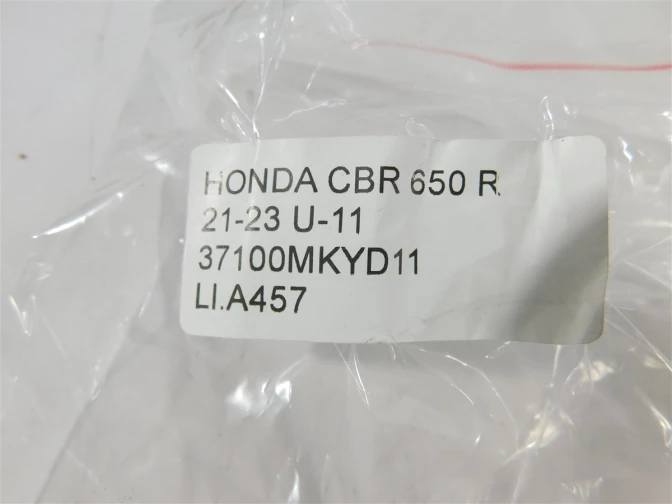 HONDA CBR 650 R
21-23 U-11
37100MKYD11
LI.A457